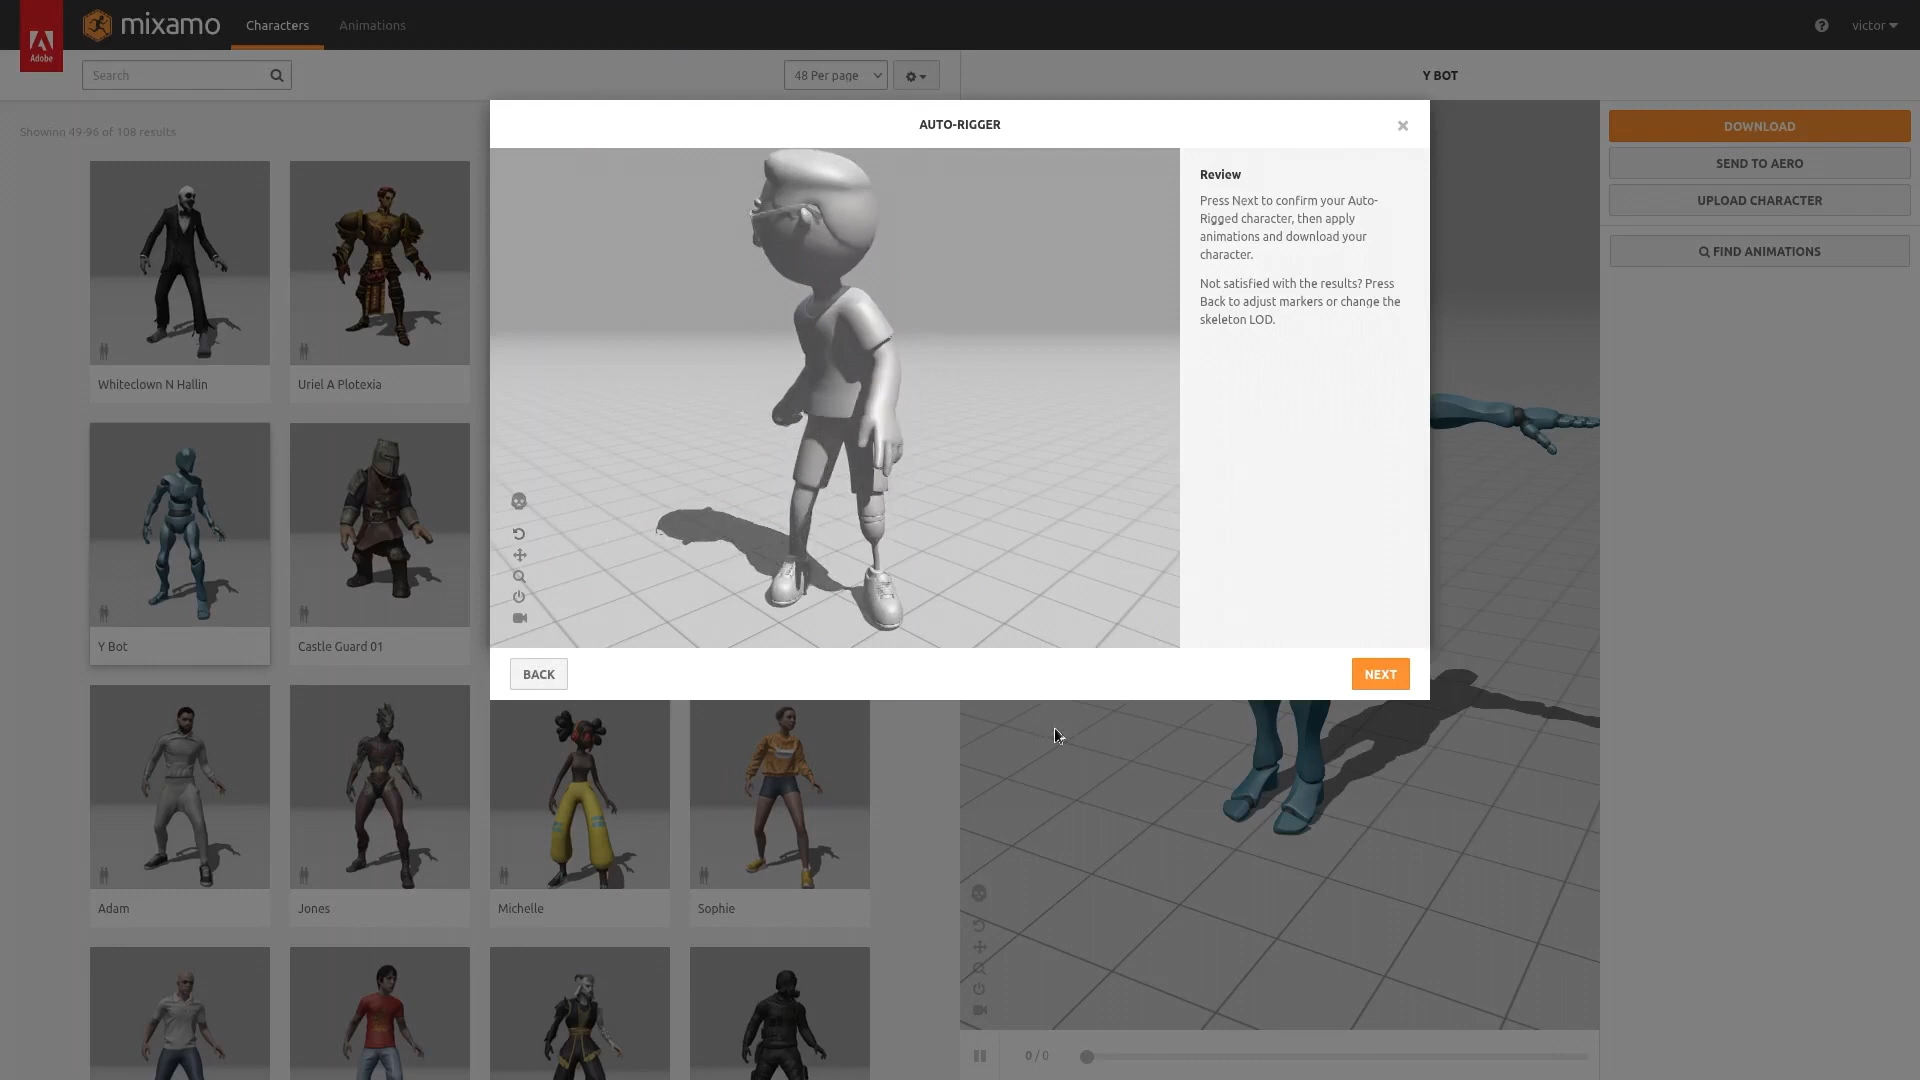 Adobe
mixamo
Characters
Animations
victor
Search
48 Per page
Y BOT
Showing 49-96 of 108 results
AUTO-RIGGER
Review
Press Next to confirm your Auto-
Rigged character, then apply
animations and download your
character.
Not satisfied with the results? Press
Back to adjust markers or change the
skeleton LOD.
BACK
NEXT
DOWNLOAD
SEND TO AERO
UPLOAD CHARACTER
FIND ANIMATIONS
Whiteclown N Hallin
Uriel A Plotexia
Y Bot
Castle Guard 01
Adam
Jones
Michelle
Sophie
0 / 0